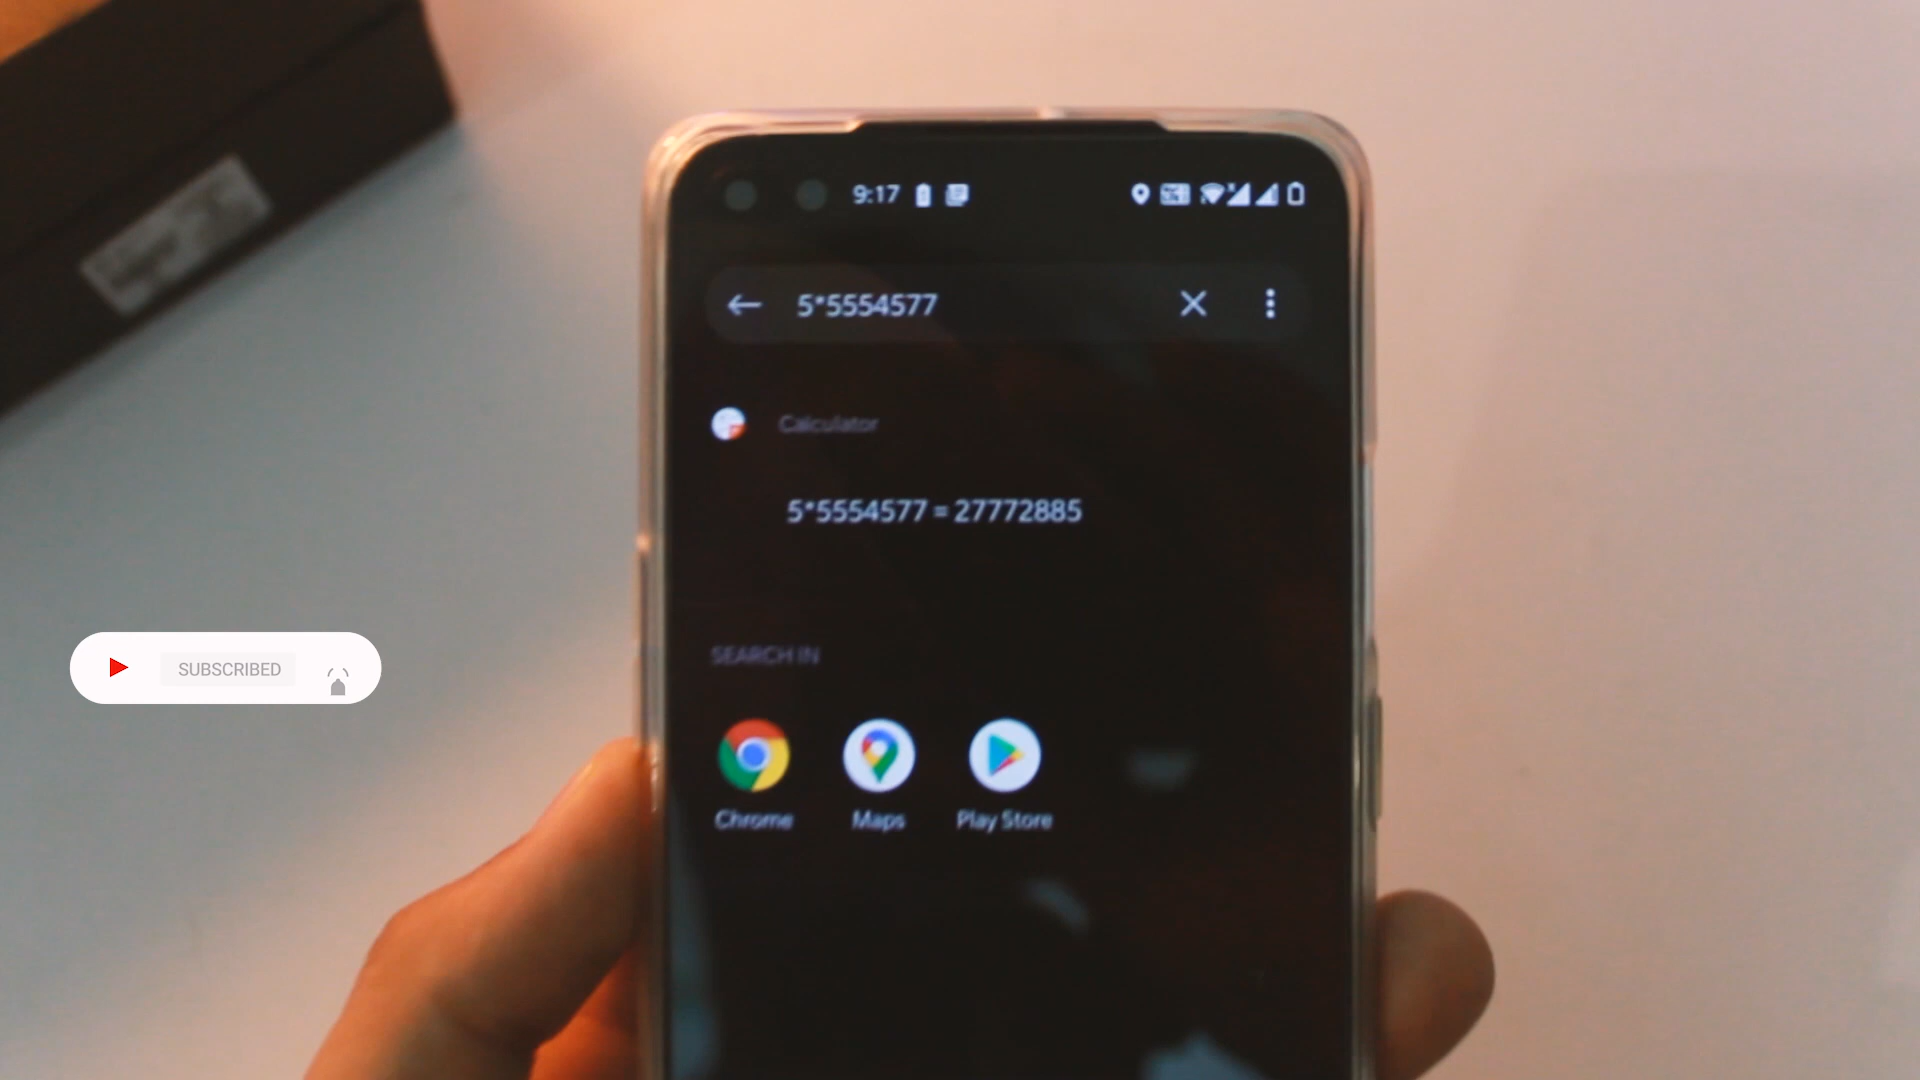 9:17
5*5554577
Calculator
5*5554577 = 27772885
SUBSCRIBED
SEARCH IN
Chrome Maps Play Store